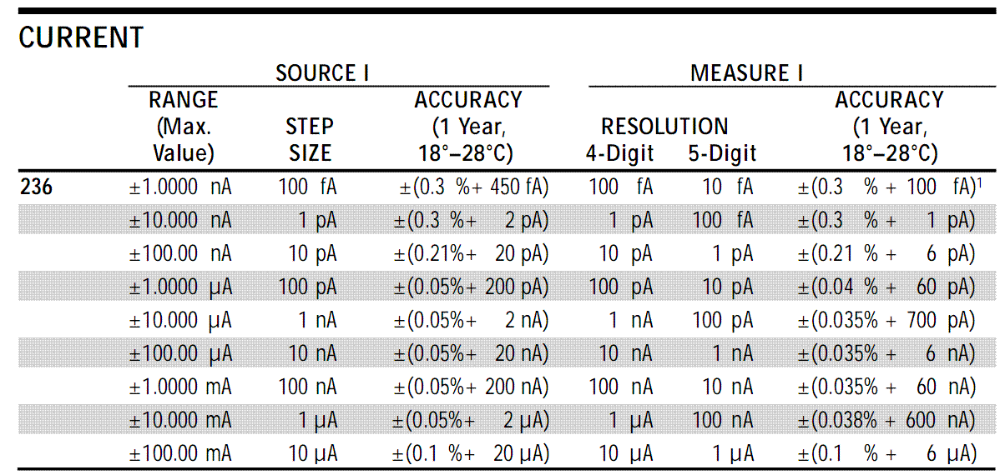 CURRENT
SOURCE I MEASURE I
RANGE ACCURACY ACCURACY
(Max. STEP (1 Year, RESOLUTION (1 Year,
Value) SIZE 18°–28°C) 4-Digit 5-Digit 18°–28°C)
236 ±1.0000 nA 100 fA ±(0.3 %+ 450 fA) 100 fA 10 fA ±(0.3 % + 100 fA)¹
±10.000 nA 1 pA ±(0.3 %+ 2 pA) 1 pA 100 fA ±(0.3 % + 1 pA)
±100.00 nA 10 pA ±(0.21%+ 20 pA) 10 pA 1 pA ±(0.21 % + 6 pA)
±1.0000 µA 100 pA ±(0.05%+ 200 pA) 100 pA 10 pA ±(0.04 % + 60 pA)
±10.000 µA 1 nA ±(0.05%+ 2 nA) 1 nA 100 pA ±(0.035% + 700 pA)
±100.00 µA 10 nA ±(0.05%+ 20 nA) 10 nA 1 nA ±(0.035% + 6 nA)
±1.0000 mA 100 nA ±(0.05%+ 200 nA) 100 nA 10 nA ±(0.035% + 60 nA)
±10.000 mA 1 µA ±(0.05%+ 2 µA) 1 µA 100 nA ±(0.038% + 600 nA)
±100.00 mA 10 µA ±(0.1 %+ 20 µA) 10 µA 1 µA ±(0.1 % + 6 µA)